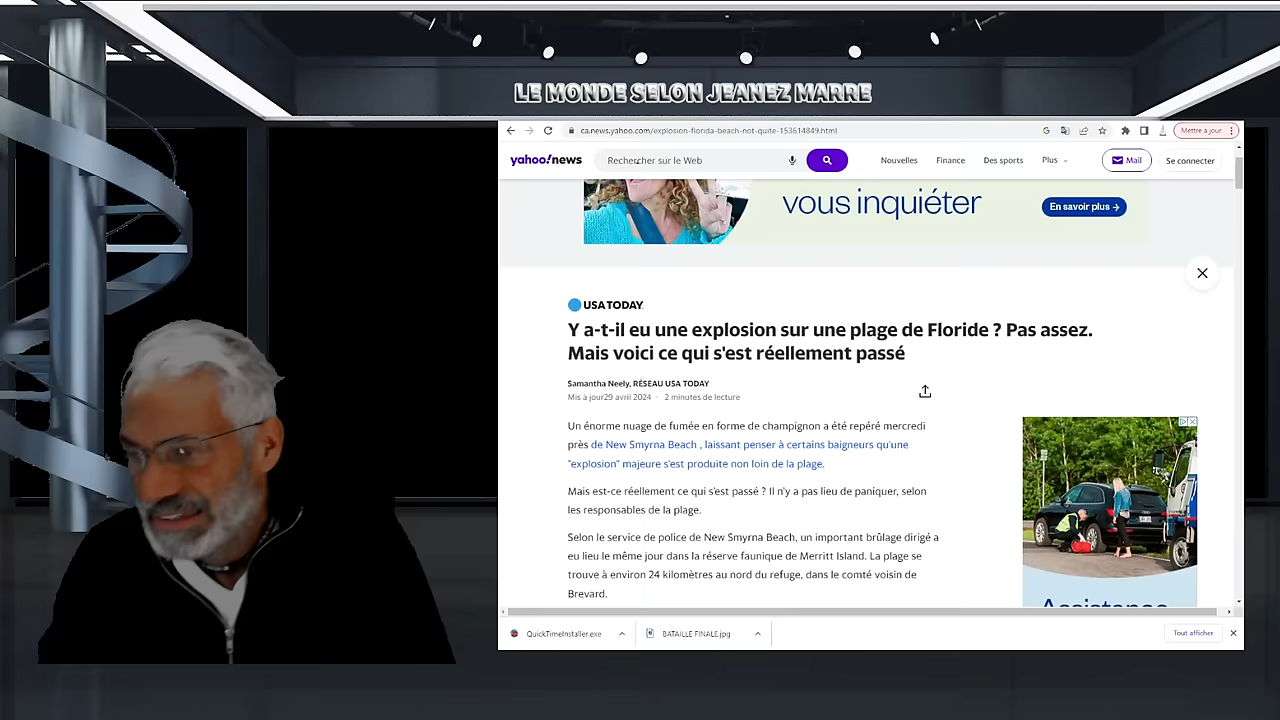 LE MONDE SELON JEANEZ MARRE
ca.news.yahoo.com/explosion-florida-beach-not-quite-153614849.html
Mettre à jour
yahoo!news
Rechercher sur le Web
Nouvelles
Finance
Des sports
Plus
Mail
Se connecter
vous inquiéter
En savoir plus →
USA TODAY
Y a-t-il eu une explosion sur une plage de Floride ? Pas assez.
Mais voici ce qui s'est réellement passé
Samantha Neely, RÉSEAU USA TODAY
Mis à jour29 avril 2024 · 2 minutes de lecture
Un énorme nuage de fumée en forme de champignon a été repéré mercredi
près de New Smyrna Beach , laissant penser à certains baigneurs qu'une
"explosion" majeure s'est produite non loin de la plage.
Mais est-ce réellement ce qui s'est passé ? Il n'y a pas lieu de paniquer, selon
les responsables de la plage.
Selon le service de police de New Smyrna Beach, un important brûlage dirigé a
eu lieu le même jour dans la réserve faunique de Merritt Island. La plage se
trouve à environ 24 kilomètres au nord du refuge, dans le comté voisin de
Brevard.
Assistance
QuickTimeInstaller.exe
BATAILLE FINALE.jpg
Tout afficher